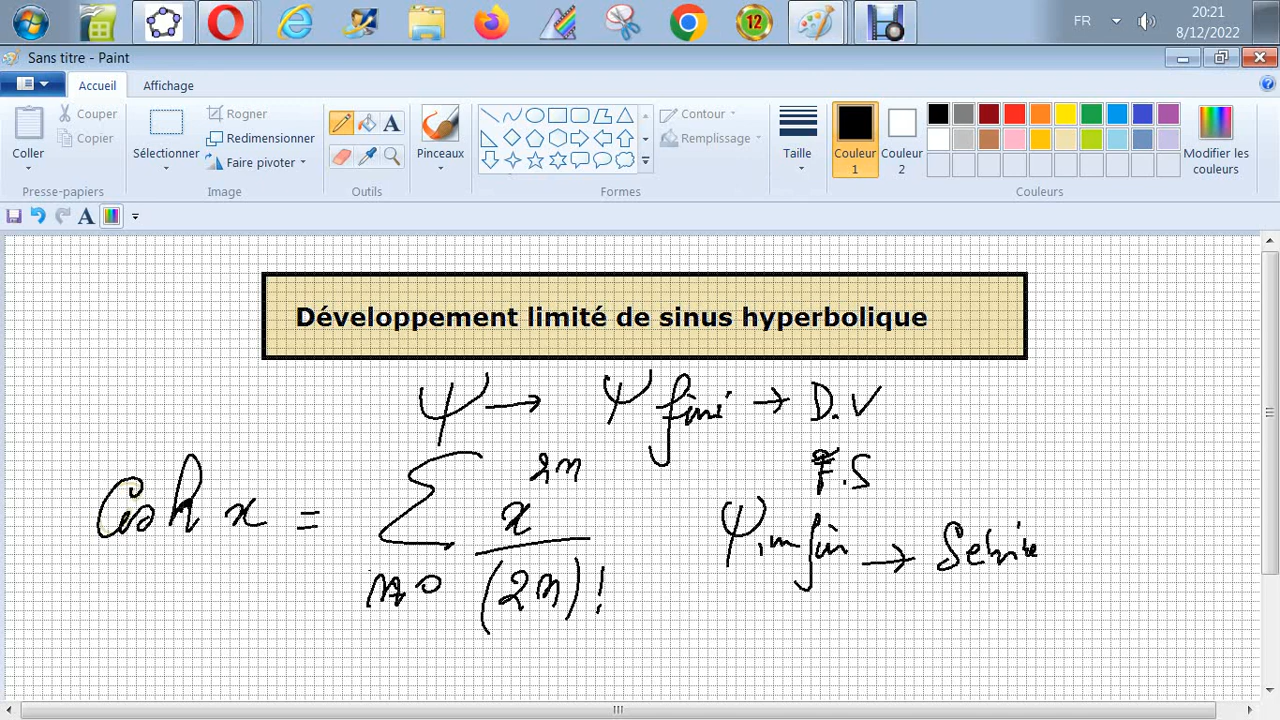 FR
20:21
8/12/2022
12
Sans titre - Paint
Accueil
Affichage
Coller
Couper
Copier
Presse-papiers
Sélectionner
Rogner
Redimensionner
Faire pivoter
Image
A
Outils
Pinceaux
Contour
Remplissage
Formes
Taille
Couleur 1
Couleur 2
Modifier les couleurs
Couleurs
A
Développement limité de sinus hyperbolique
Ψ → Ψ fini → D.V
F.S
Cosh x = Σ x^2n / (2n)!
n≥0
Ψ infin →